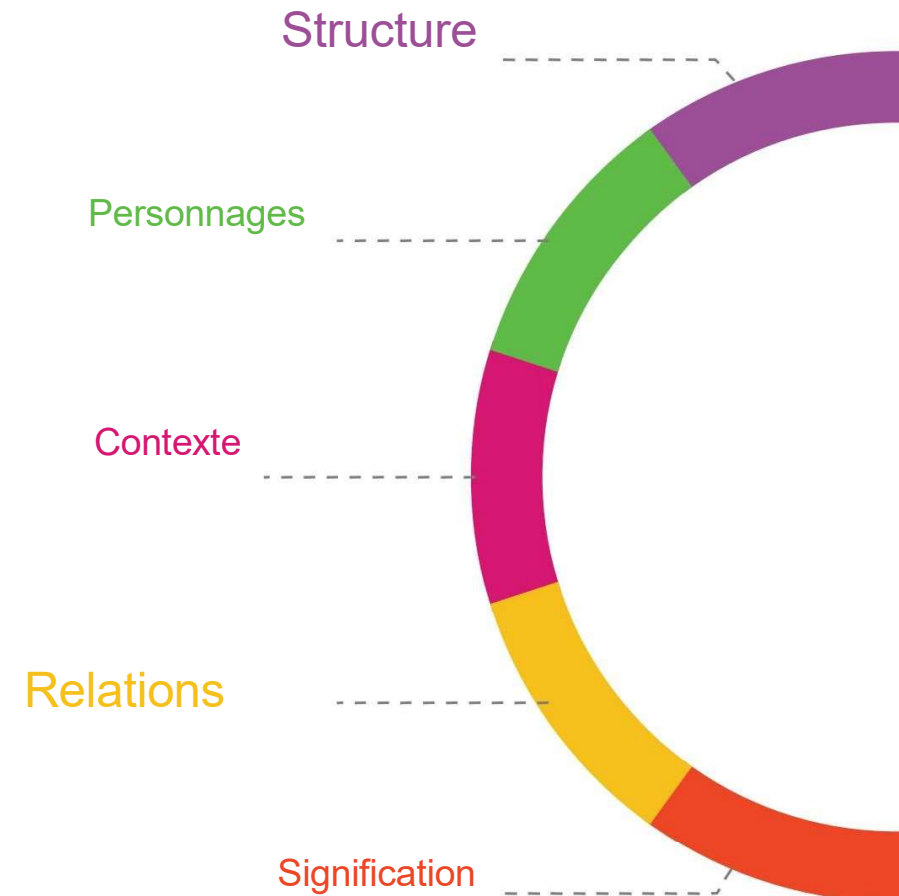 Structure
Personnages
Contexte
Relations
Signification